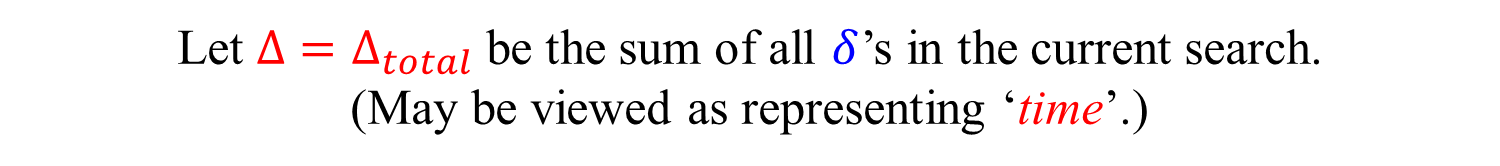 Let Δ = Δ_total be the sum of all δ’s in the current search.
(May be viewed as representing ‘time’.)